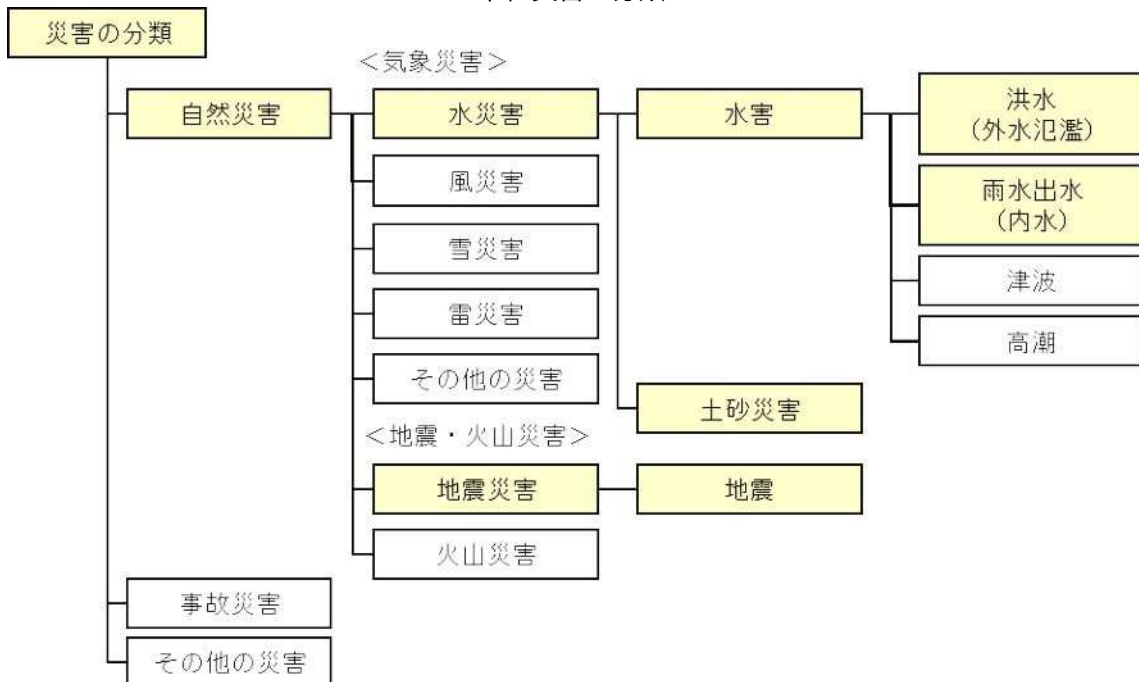 災害の分類
＜気象災害＞
自然災害
水災害
水害
洪水
(外水氾濫)
風災害
雨水出水
(内水)
雪災害
津波
雷災害
高潮
その他の災害
土砂災害
＜地震・火山災害＞
地震災害
地震
火山災害
事故災害
その他の災害